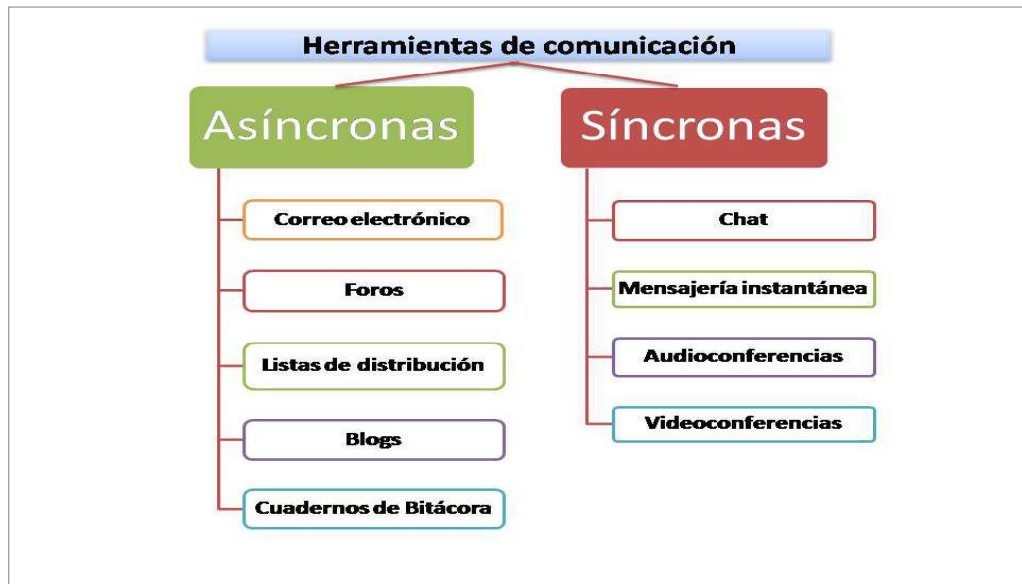 Herramientas de comunicación
Asíncronas
Correo electrónico
Foros
Listas de distribución
Blogs
Cuadernos de Bitácora
Síncronas
Chat
Mensajería instantánea
Audioconferencias
Videoconferencias